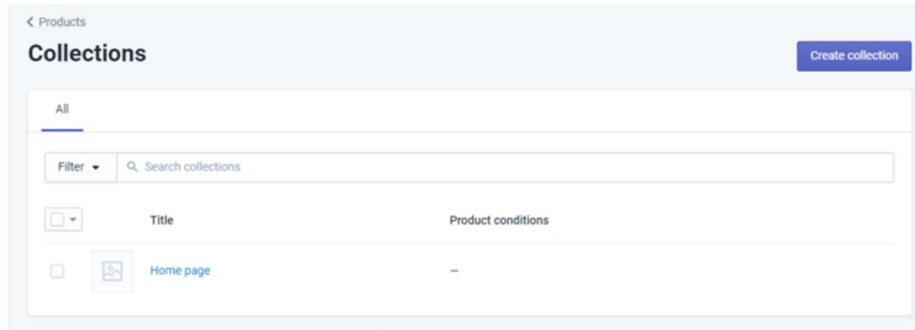 Products
Collections
Create collection
All
Filter
Search collections
Title
Product conditions
Home page
—